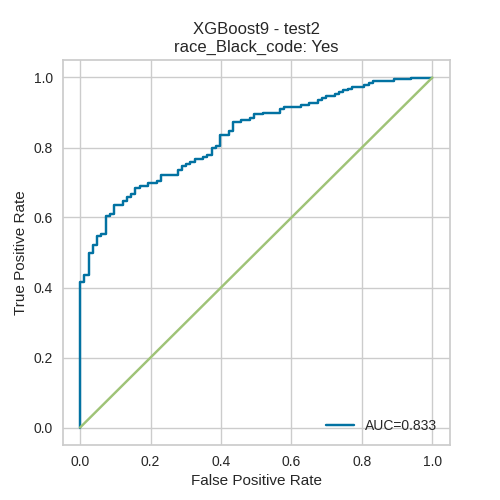 XGBoost9 - test2
race_Black_code: Yes
1.0
0.8
0.6
0.4
0.2
0.0
True Positive Rate
AUC=0.833
0.0 0.2 0.4 0.6 0.8 1.0
False Positive Rate